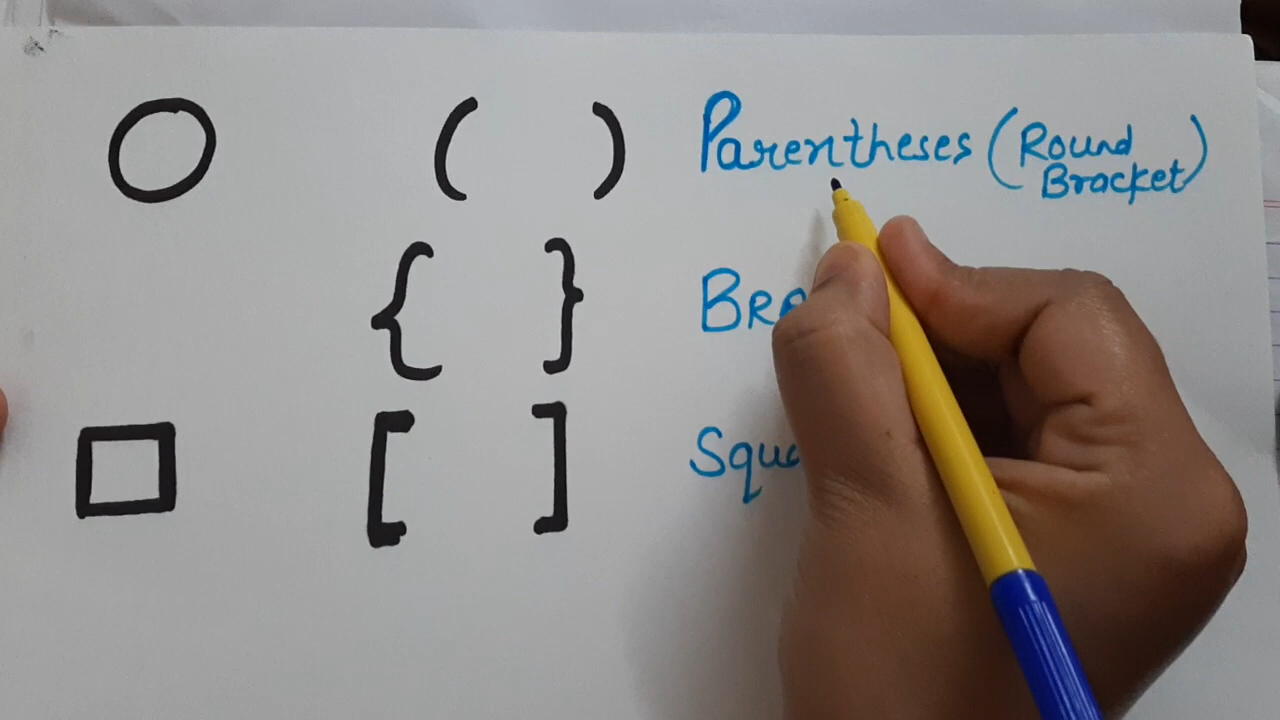 ( ) Parentheses (Round
Bracket)
{ }
[ ]